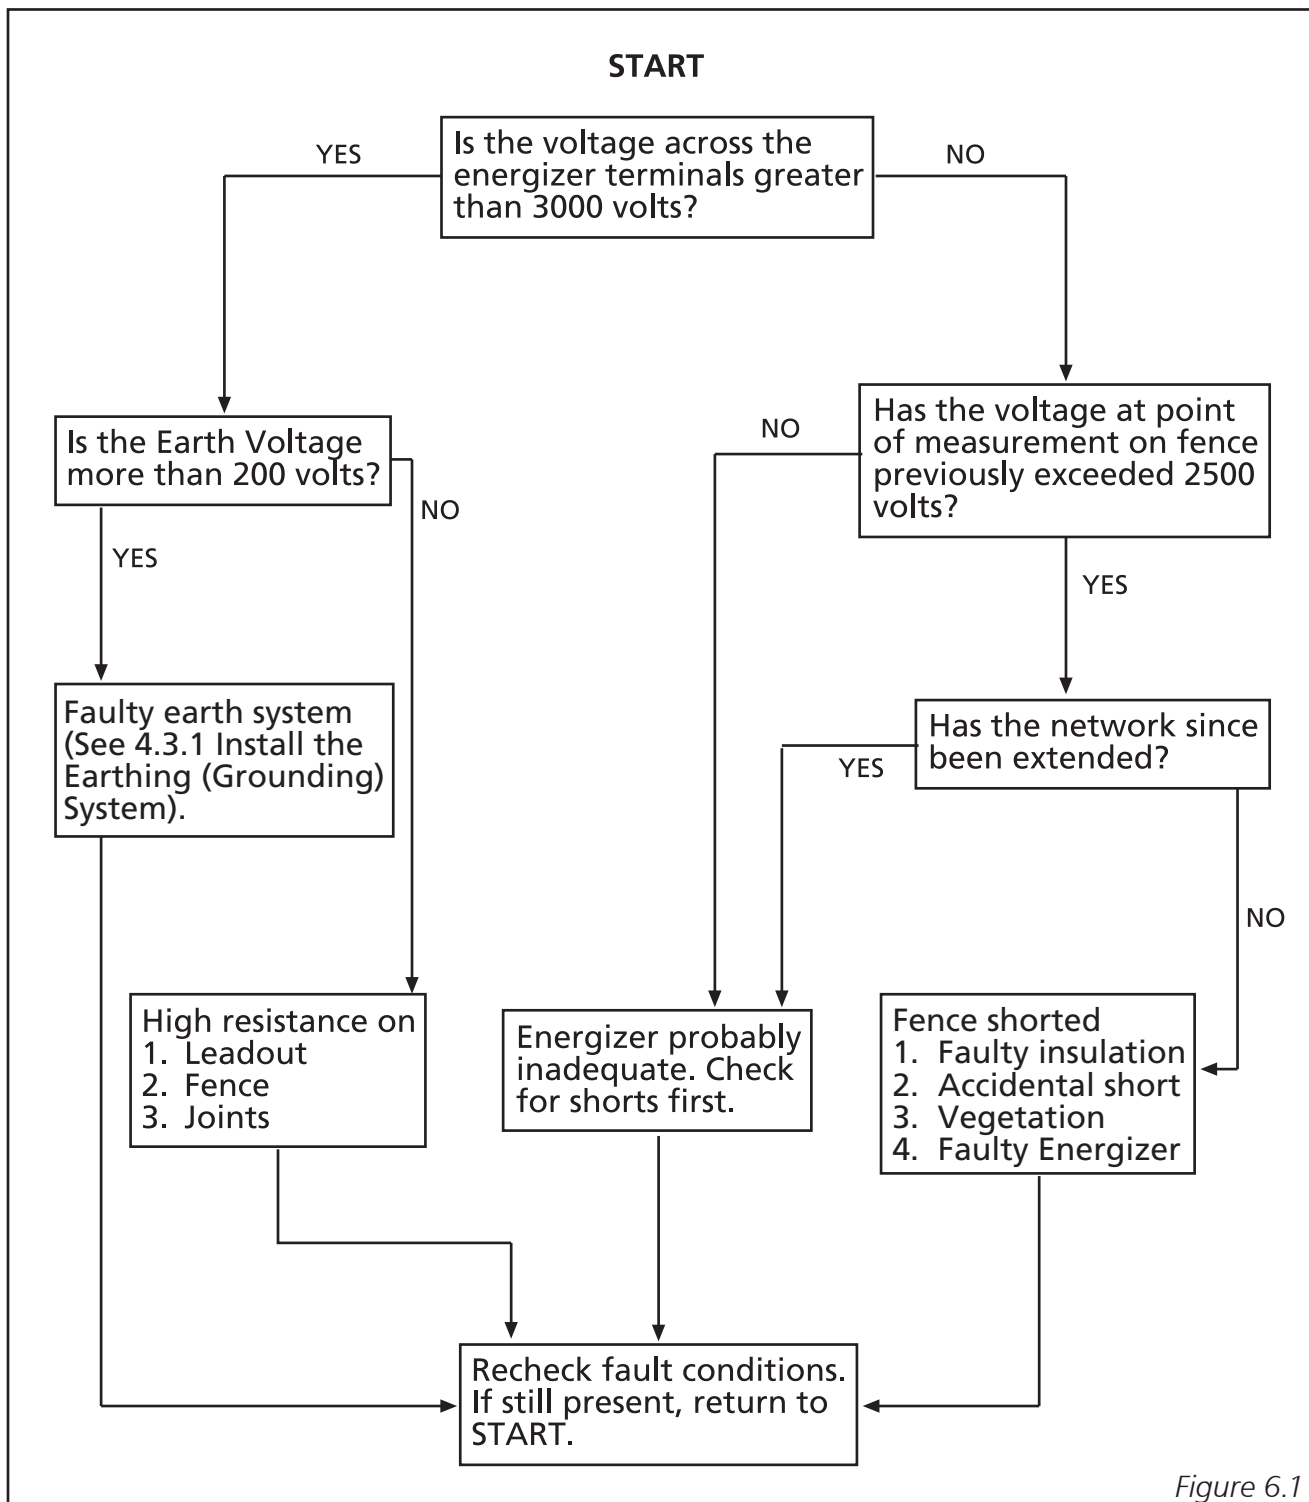 START
YES
Is the voltage across the
energizer terminals greater
than 3000 volts?
NO
Is the Earth Voltage
more than 200 volts?
NO
YES
Has the voltage at point
of measurement on fence
previously exceeded 2500
volts?
NO
YES
Faulty earth system
(See 4.3.1 Install the
Earthing (Grounding)
System).
Has the network since
been extended?
YES
NO
High resistance on
1. Leadout
2. Fence
3. Joints
Energizer probably
inadequate. Check
for shorts first.
Fence shorted
1. Faulty insulation
2. Accidental short
3. Vegetation
4. Faulty Energizer
Recheck fault conditions.
If still present, return to
START.
Figure 6.1